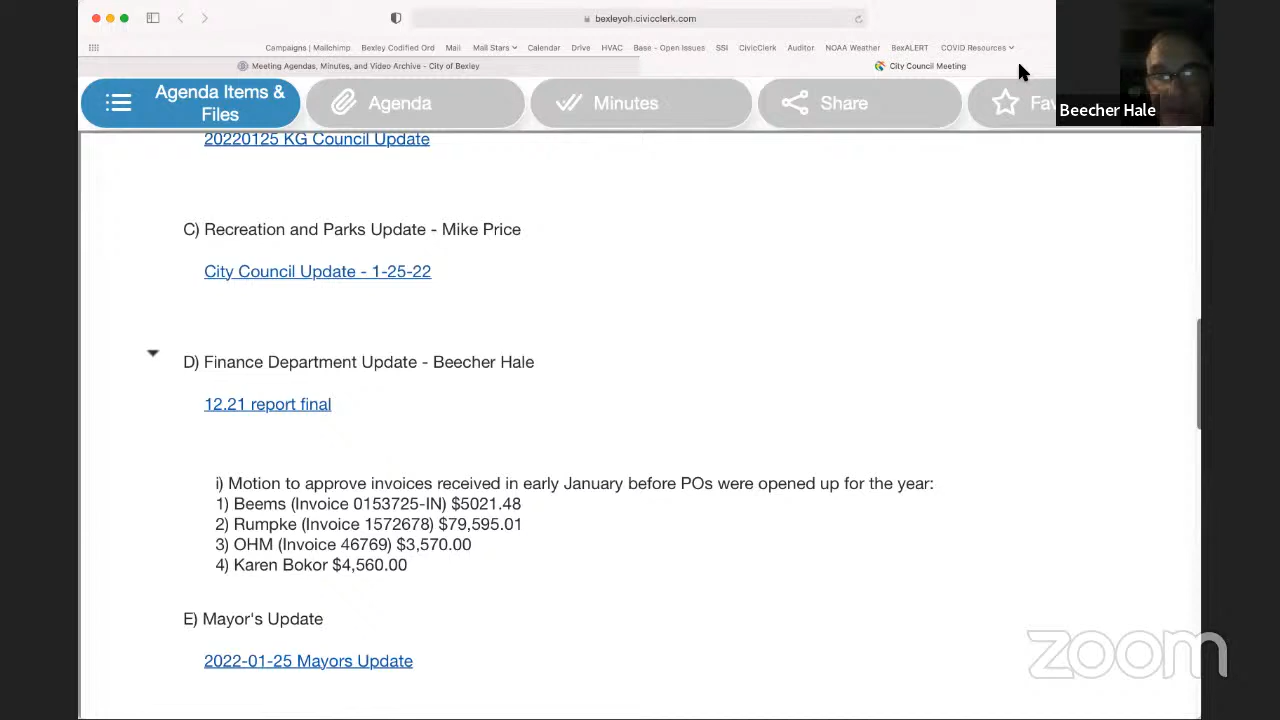 bexleyoh.civicclerk.com
Campaigns | Mailchimp Bexley Codified Ord Mail Mail Stars Calendar Drive HVAC Base - Open Issues SSI CivicClerk Auditor NOAA Weather BexALERT COVID Resources
Meeting Agendas, Minutes, and Video Archive - City of Bexley City Council Meeting
Agenda Items & Files
Agenda
Minutes
Share
Fav
Beecher Hale
20220125 KG Council Update
C) Recreation and Parks Update - Mike Price
City Council Update - 1-25-22
D) Finance Department Update - Beecher Hale
12.21 report final
i) Motion to approve invoices received in early January before POs were opened up for the year:
1) Beems (Invoice 0153725-IN) $5021.48
2) Rumpke (Invoice 1572678) $79,595.01
3) OHM (Invoice 46769) $3,570.00
4) Karen Bokor $4,560.00
E) Mayor's Update
2022-01-25 Mayors Update
zoom